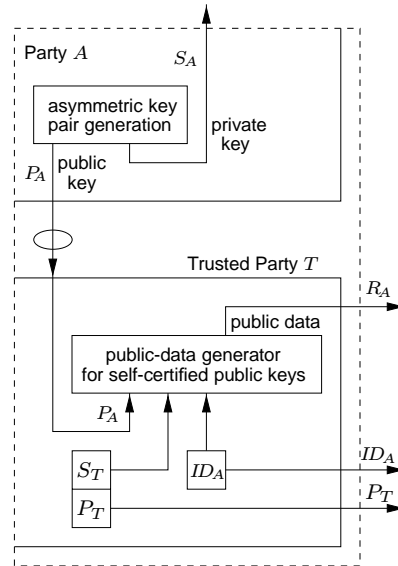 Party A
S_A
asymmetric key
pair generation
private
key
P_A
public
key
Trusted Party T
R_A
public data
public-data generator
for self-certified public keys
P_A
S_T
ID_A
ID_A
P_T
P_T